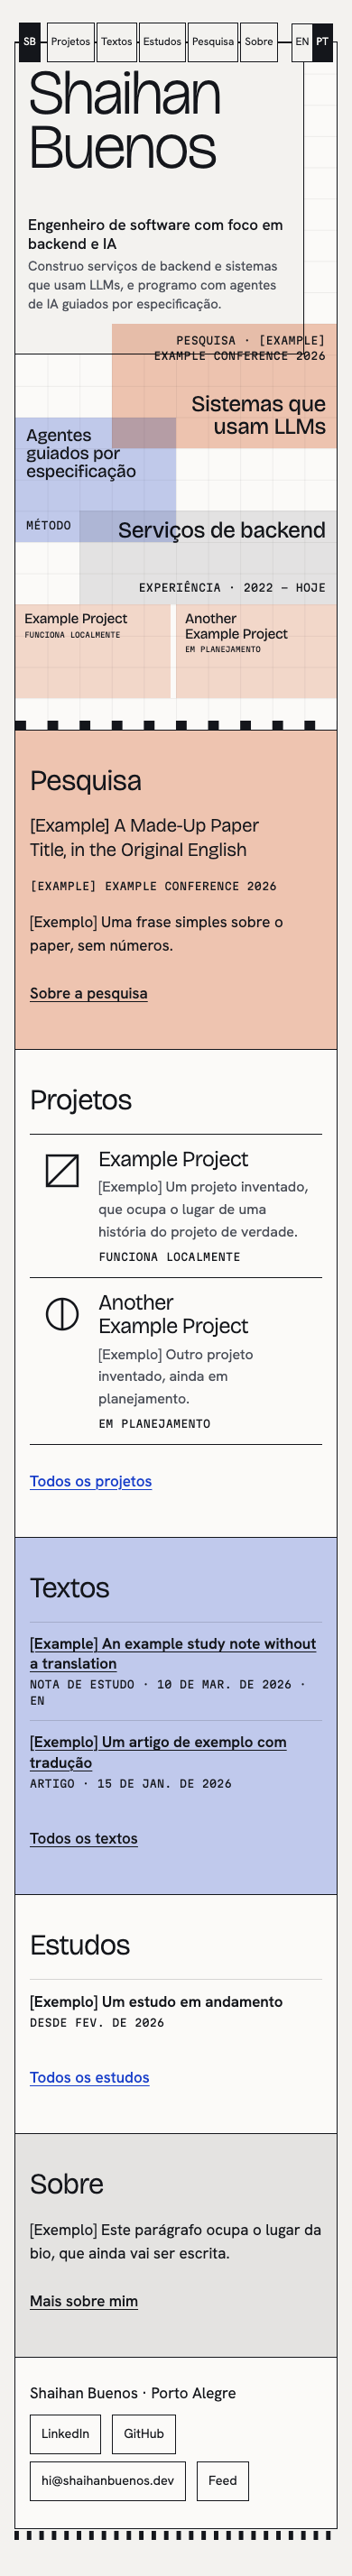 SB Projetos Textos Estudos Pesquisa Sobre EN PT
Shaihan
Buenos
Engenheiro de software com foco em
backend e IA
Construo serviços de backend e sistemas
que usam LLMs, e programo com agentes
de IA guiados por especificação.
PESQUISA · [EXAMPLE]
EXAMPLE CONFERENCE 2026
Sistemas que
usam LLMs
Agentes
guiados por
especificação
MÉTODO
Serviços de backend
EXPERIÊNCIA · 2022 — HOJE
Example Project
FUNCIONA LOCALMENTE
Another
Example Project
EM PLANEJAMENTO
Pesquisa
[Example] A Made-Up Paper
Title, in the Original English
[EXAMPLE] EXAMPLE CONFERENCE 2026
[Exemplo] Uma frase simples sobre o
paper, sem números.
Sobre a pesquisa
Projetos
Example Project
[Exemplo] Um projeto inventado,
que ocupa o lugar de uma
história do projeto de verdade.
FUNCIONA LOCALMENTE
Another
Example Project
[Exemplo] Outro projeto
inventado, ainda em
planejamento.
EM PLANEJAMENTO
Todos os projetos
Textos
[Example] An example study note without
a translation
NOTA DE ESTUDO · 10 DE MAR. DE 2026 ·
EN
[Exemplo] Um artigo de exemplo com
tradução
ARTIGO · 15 DE JAN. DE 2026
Todos os textos
Estudos
[Exemplo] Um estudo em andamento
DESDE FEV. DE 2026
Todos os estudos
Sobre
[Exemplo] Este parágrafo ocupa o lugar da
bio, que ainda vai ser escrita.
Mais sobre mim
Shaihan Buenos · Porto Alegre
LinkedIn GitHub
hi@shaihanbuenos.dev Feed